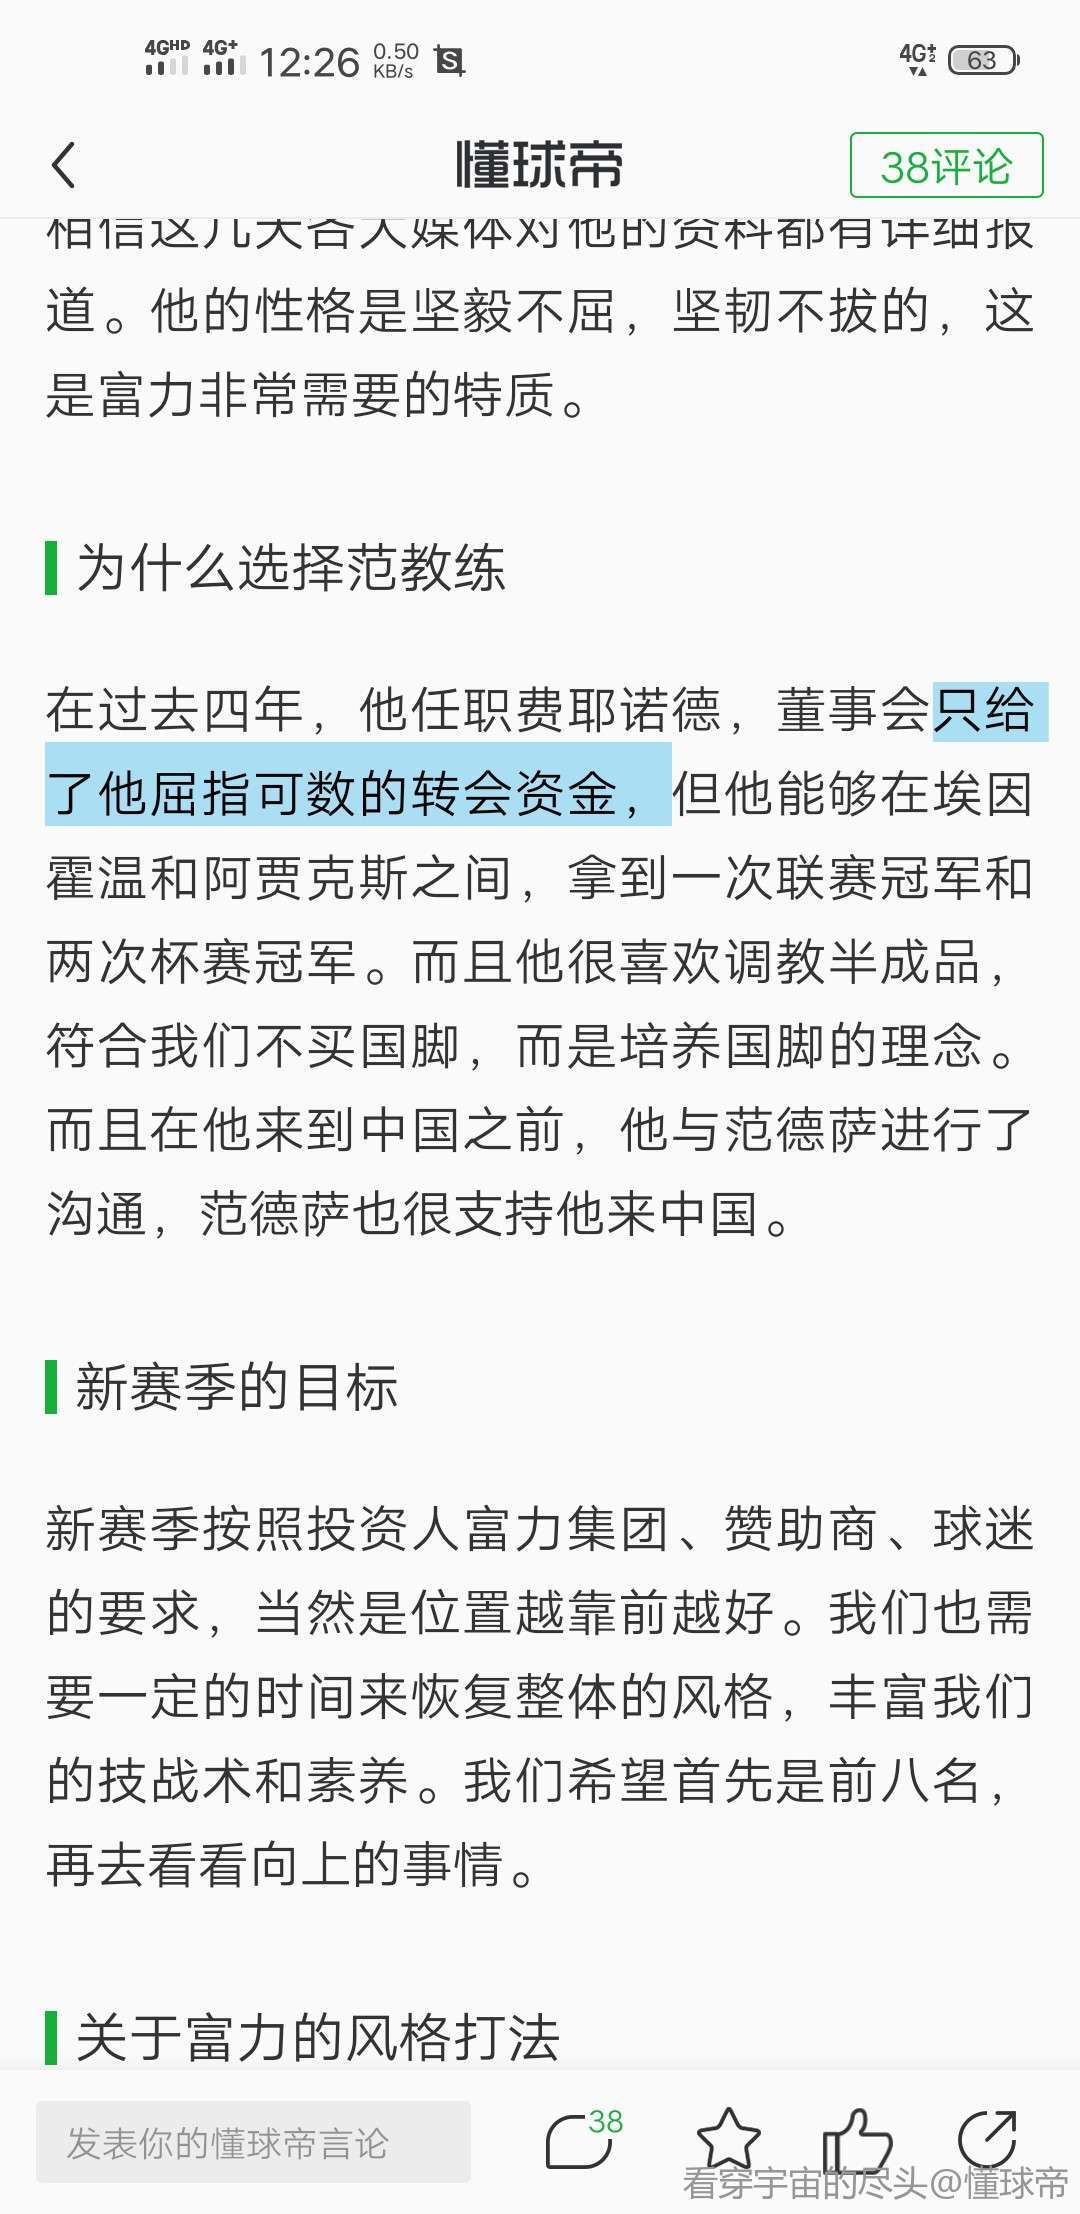 4GHD 4G+ 12:26 0.50 KB/s S 4G+2 63
懂球帝 38评论
相信这几天各大媒体对他的资料都有详细报
道。他的性格是坚毅不屈，坚韧不拔的，这
是富力非常需要的特质。
为什么选择范教练
在过去四年，他任职费耶诺德，董事会只给
了他屈指可数的转会资金，但他能够在埃因
霍温和阿贾克斯之间，拿到一次联赛冠军和
两次杯赛冠军。而且他很喜欢调教半成品，
符合我们不买国脚，而是培养国脚的理念。
而且在他来到中国之前，他与范德萨进行了
沟通，范德萨也很支持他来中国。
新赛季的目标
新赛季按照投资人富力集团、赞助商、球迷
的要求，当然是位置越靠前越好。我们也需
要一定的时间来恢复整体的风格，丰富我们
的技战术和素养。我们希望首先是前八名，
再去看看向上的事情。
关于富力的风格打法
发表你的懂球帝言论 38
看穿宇宙的尽头@懂球帝